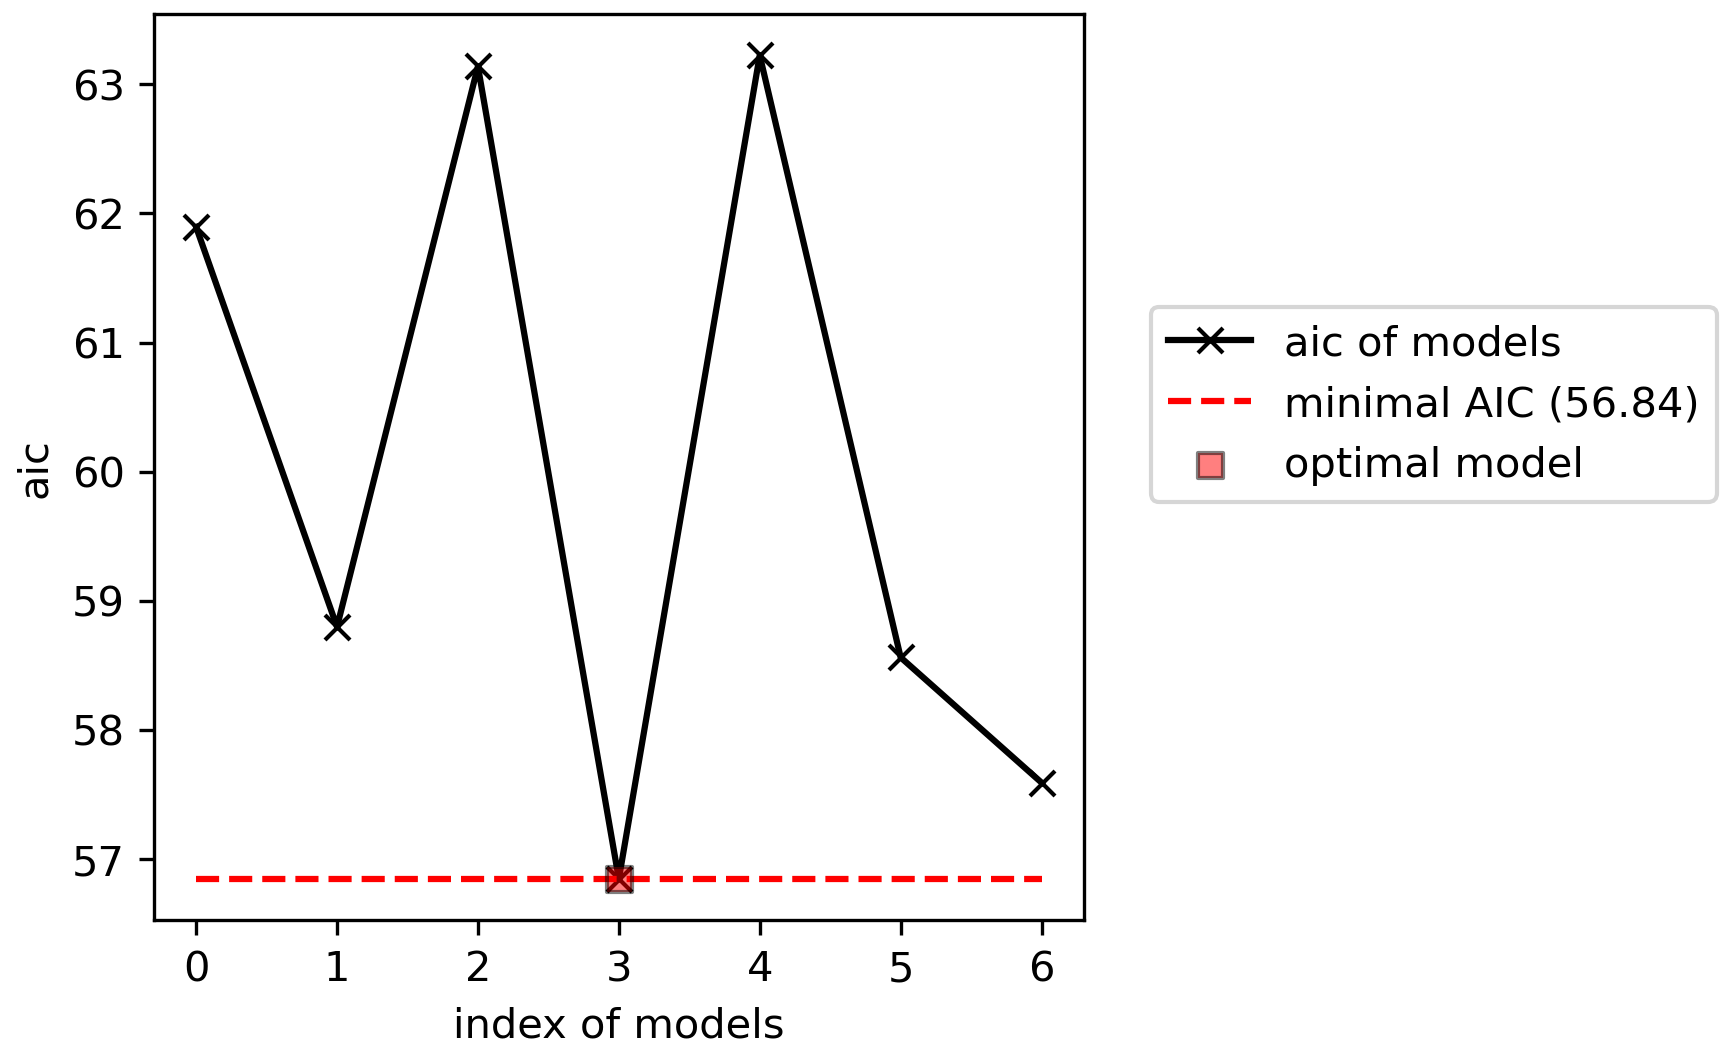 63
62
61
60
59
58
57
aic
0 1 2 3 4 5 6
index of models
aic of models
minimal AIC (56.84)
optimal model